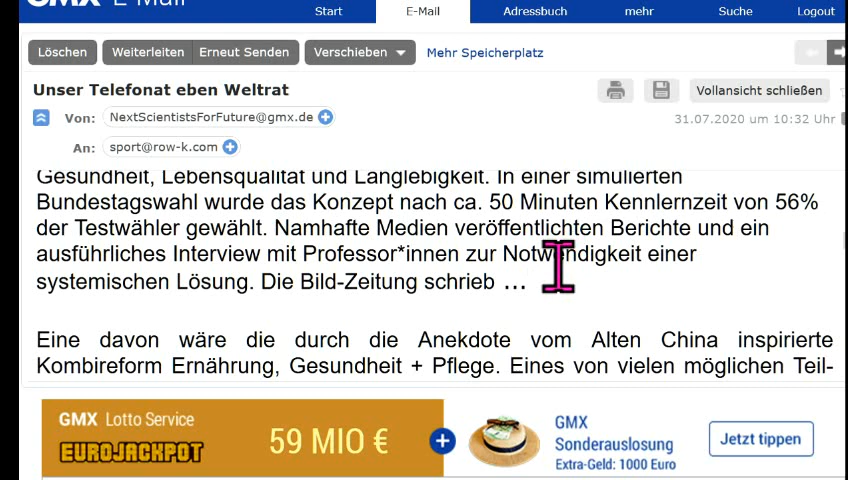 GMX E-Mail
Start E-Mail Adressbuch mehr Suche Logout
Löschen Weiterleiten Erneut Senden Verschieben Mehr Speicherplatz
Unser Telefonat eben Weltrat
Vollansicht schließen
Von: NextScientistsForFuture@gmx.de
31.07.2020 um 10:32 Uhr
An: sport@row-k.com
Gesundheit, Lebensqualität und Langlebigkeit. In einer simulierten
Bundestagswahl wurde das Konzept nach ca. 50 Minuten Kennlernzeit von 56%
der Testwähler gewählt. Namhafte Medien veröffentlichten Berichte und ein
ausführliches Interview mit Professor*innen zur Notwendigkeit einer
systemischen Lösung. Die Bild-Zeitung schrieb ...
Eine davon wäre die durch die Anekdote vom Alten China inspirierte
Kombireform Ernährung, Gesundheit + Pflege. Eines von vielen möglichen Teil-
GMX Lotto Service
EUROJACKPOT
59 MIO €
+
GMX
Sonderauslosung
Extra-Geld: 1000 Euro
Jetzt tippen